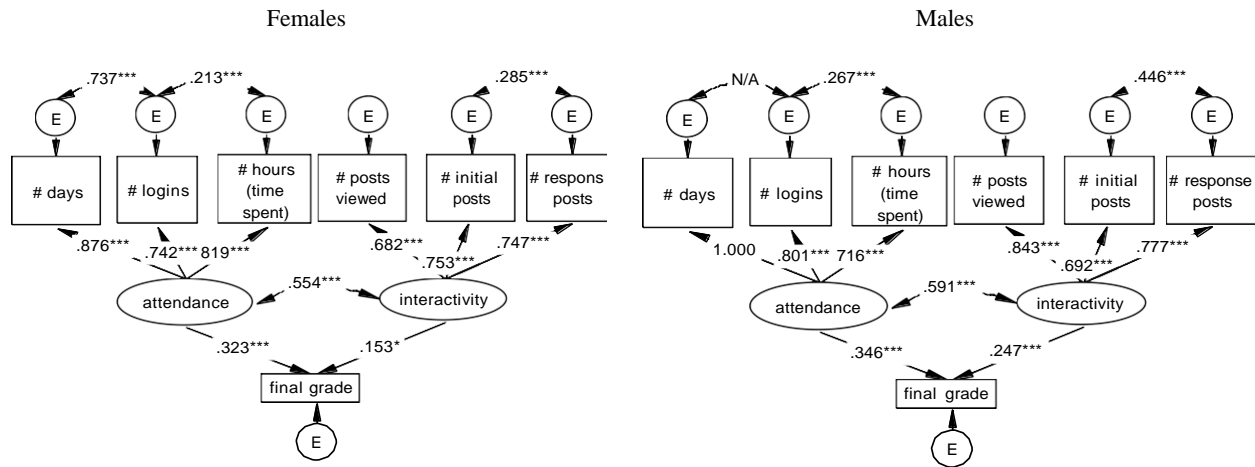 Females
.737***
.213***
.285***
E
E
E
E
E
E
# days
# logins
# hours
(time
spent)
# posts
viewed
# initial
posts
# respons
posts
.876***
.742***
819***
.682***
.753***
.747***
attendance
.554***
interactivity
.323***
.153*
final grade
E
Males
N/A
.267***
.446***
E
E
E
E
E
E
# days
# logins
# hours
(time
spent)
# posts
viewed
# initial
posts
# response
posts
1.000
.801***
716***
.843***
.692***
.777***
attendance
.591***
interactivity
.346***
.247***
final grade
E